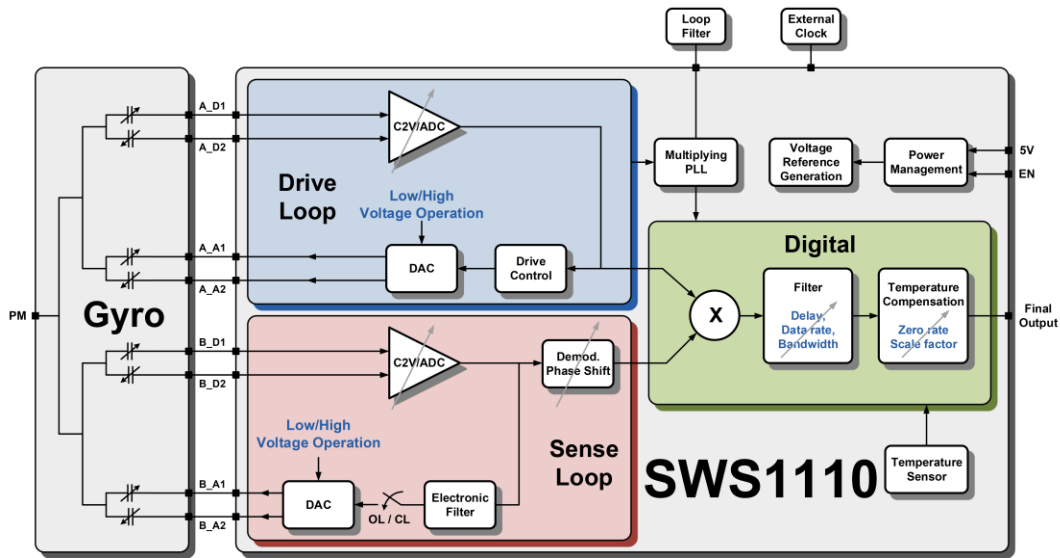 Loop
Filter
External
Clock
A_D1
A_D2
C2V/ADC
Drive
Loop
Low/High
Voltage Operation
A_A1
A_A2
DAC
Drive
Control
Multiplying
PLL
Voltage
Reference
Generation
Power
Management
5V
EN
Digital
X
Filter
Delay,
Data rate,
Bandwidth
Temperature
Compensation
Zero rate
Scale factor
Final
Output
PM
Gyro
B_D1
B_D2
C2V/ADC
Demod.
Phase Shift
Low/High
Voltage Operation
Sense
Loop
B_A1
B_A2
DAC
OL / CL
Electronic
Filter
SWS1110
Temperature
Sensor